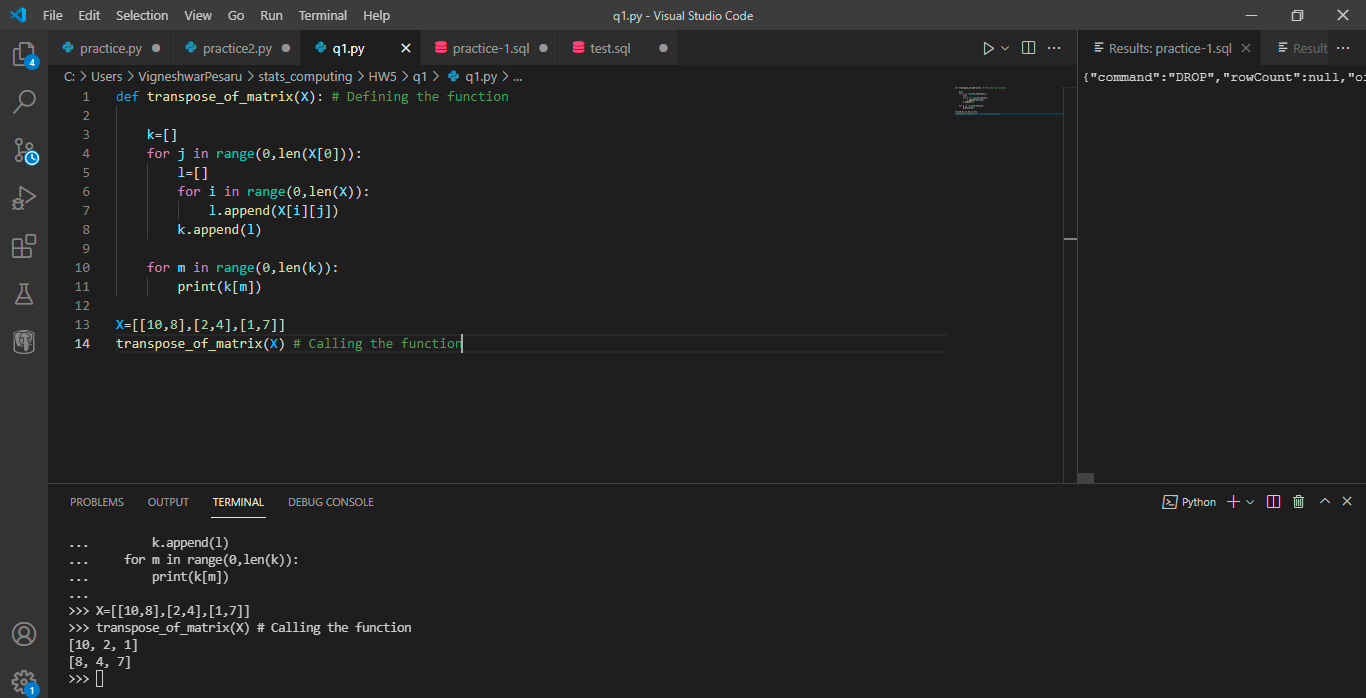 File Edit Selection View Go Run Terminal Help q1.py - Visual Studio Code
practice.py practice2.py q1.py practice-1.sql test.sql Results: practice-1.sql Result
4
C: > Users > VigneshwarPesaru > stats_computing > HW5 > q1 > q1.py > ...
{"command":"DROP","rowCount":null,"oi
1 def transpose_of_matrix(X): # Defining the function
2
3 k=[]
4 for j in range(0,len(X[0])):
5 l=[]
6 for i in range(0,len(X)):
7 l.append(X[i][j])
8 k.append(l)
9
10 for m in range(0,len(k)):
11 print(k[m])
12
13 X=[[10,8],[2,4],[1,7]]
14 transpose_of_matrix(X) # Calling the function
PROBLEMS OUTPUT TERMINAL DEBUG CONSOLE Python
... k.append(l)
... for m in range(0,len(k)):
... print(k[m])
...
>>> X=[[10,8],[2,4],[1,7]]
>>> transpose_of_matrix(X) # Calling the function
[10, 2, 1]
[8, 4, 7]
>>>
1